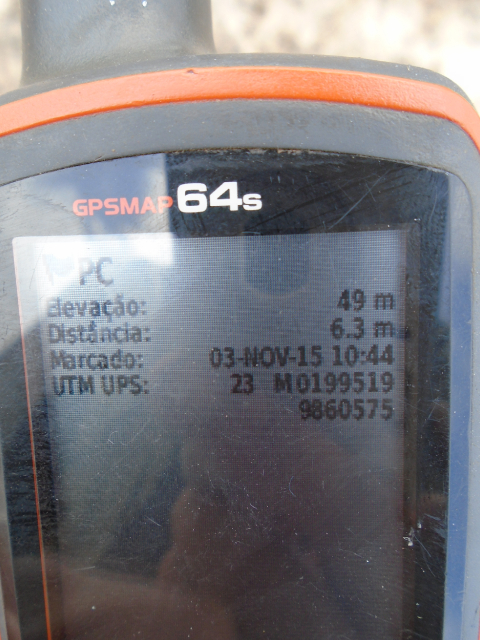 GPSMAP 64s
PC
Elevação: 49 m
Distância: 6.3 m
Marcado: 03-NOV-15 10:44
UTM UPS: 23 M 0199519
9860575